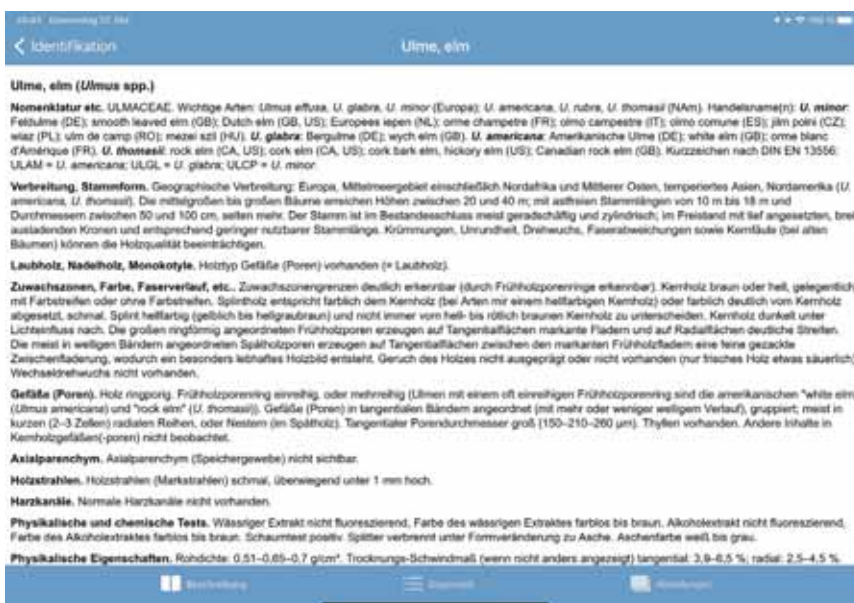 Identifikation
Ulme, elm
Ulme, elm (Ulmus spp.)
Nomenklatur etc. ULMACEAE. Wichtige Arten: Ulmus effusa, U. glabra, U. minor (Europa); U. americana, U. rubra, U. thomasii (NAm). Handelsname(n): U. minor:
Feldulme (DE); smooth leaved elm (GB); Dutch elm (GB, US); Europees iepen (NL); orme champetre (FR); olmo campestre (IT); olmo comune (ES); jilm polni (CZ);
wiaz (PL); ulm de camp (RO); mezei szil (HU). U. glabra: Bergulme (DE); wych elm (GB). U. americana: Amerikanische Ulme (DE); white elm (GB); orme blanc
d'Amérique (FR). U. thomasii: rock elm (CA, US); cork elm (CA, US); cork bark elm, hickory elm (US); Canadian rock elm (GB). Kurzzeichen nach DIN EN 13556:
ULAM = U. americana; ULGL = U. glabra; ULCP = U. minor.
Verbreitung, Stammform. Geographische Verbreitung: Europa, Mittelmeergebiet einschließlich Nordafrika und Mittlerer Osten, temperiertes Asien, Nordamerika (U.
americana, U. thomasii). Die mittelgroßen bis großen Bäume erreichen Höhen zwischen 20 und 40 m; mit astfreien Stammlängen von 10 m bis 18 m und
Durchmessern zwischen 50 und 100 cm, selten mehr. Der Stamm ist im Bestandesschluss meist geradschäftig und zylindrisch; im Freistand mit tief angesetzten, brei
ausladenden Kronen und entsprechend geringer nutzbarer Stammlänge. Krümmungen, Unrundheit, Drehwuchs, Faserabweichungen sowie Kernfäule (bei alten
Bäumen) können die Holzqualität beeinträchtigen.
Laubholz, Nadelholz, Monokotyle. Holztyp Gefäße (Poren) vorhanden (= Laubholz).
Zuwachszonen, Farbe, Faserverlauf, etc.. Zuwachszonengrenzen deutlich erkennbar (durch Frühholzporenringe erkennbar). Kernholz braun oder hell, gelegentlich
mit Farbstreifen oder ohne Farbstreifen. Splintholz entspricht farblich dem Kernholz (bei Arten mir einem hellfarbigen Kernholz) oder farblich deutlich vom Kernholz
abgesetzt, schmal. Splint hellfarbig (gelblich bis hellgraubraun) und nicht immer vom hell- bis rötlich braunen Kernholz zu unterscheiden. Kernholz dunkelt unter
Lichteinfluss nach. Die großen ringförmig angeordneten Frühholzporen erzeugen auf Tangentialflächen markante Fladern und auf Radialflächen deutliche Streifen.
Die meist in welligen Bändern angeordneten Spätholzporen erzeugen auf Tangentialflächen zwischen den markanten Frühholzfladern eine feine gezackte
Zwischenfladerung, wodurch ein besonders lebhaftes Holzbild entsteht. Geruch des Holzes nicht ausgeprägt oder nicht vorhanden (nur frisches Holz etwas säuerlich)
Wechseldrehwuchs nicht vorhanden.
Gefäße (Poren). Holz ringporig. Frühholzporenring einreihig, oder mehrreihig (Ulmen mit einem oft einreihigen Frühholzporenring sind die amerikanischen "white elm
(Ulmus americana) und "rock elm" (U. thomasii)). Gefäße (Poren) in tangentialen Bändern angeordnet (mit mehr oder weniger welligem Verlauf), gruppiert; meist in
kurzen (2–3 Zellen) radialen Reihen, oder Nestern (im Spätholz). Tangentialer Porendurchmesser groß (150–210–260 µm). Thyllen vorhanden. Andere Inhalte in
Kernholzgefäßen(-poren) nicht beobachtet.
Axialparenchym. Axialparenchym (Speichergewebe) nicht sichtbar.
Holzstrahlen. Holzstrahlen (Markstrahlen) schmal, überwiegend unter 1 mm hoch.
Harzkanäle. Normale Harzkanäle nicht vorhanden.
Physikalische und chemische Tests. Wässriger Extrakt nicht fluoreszierend, Farbe des wässrigen Extraktes farblos bis braun. Alkoholextrakt nicht fluoreszierend,
Farbe des Alkoholextraktes farblos bis braun. Schaumtest positiv. Splitter verbrennt unter Formveränderung zu Asche. Aschenfarbe weiß bis grau.
Physikalische Eigenschaften. Rohdichte: 0.51–0.65–0.7 g/cm³. Trocknungs-Schwindmaß (wenn nicht anders angezeigt) tangential: 3,9–6,5 %; radial: 2,5–4,5 %.
Beschreibung